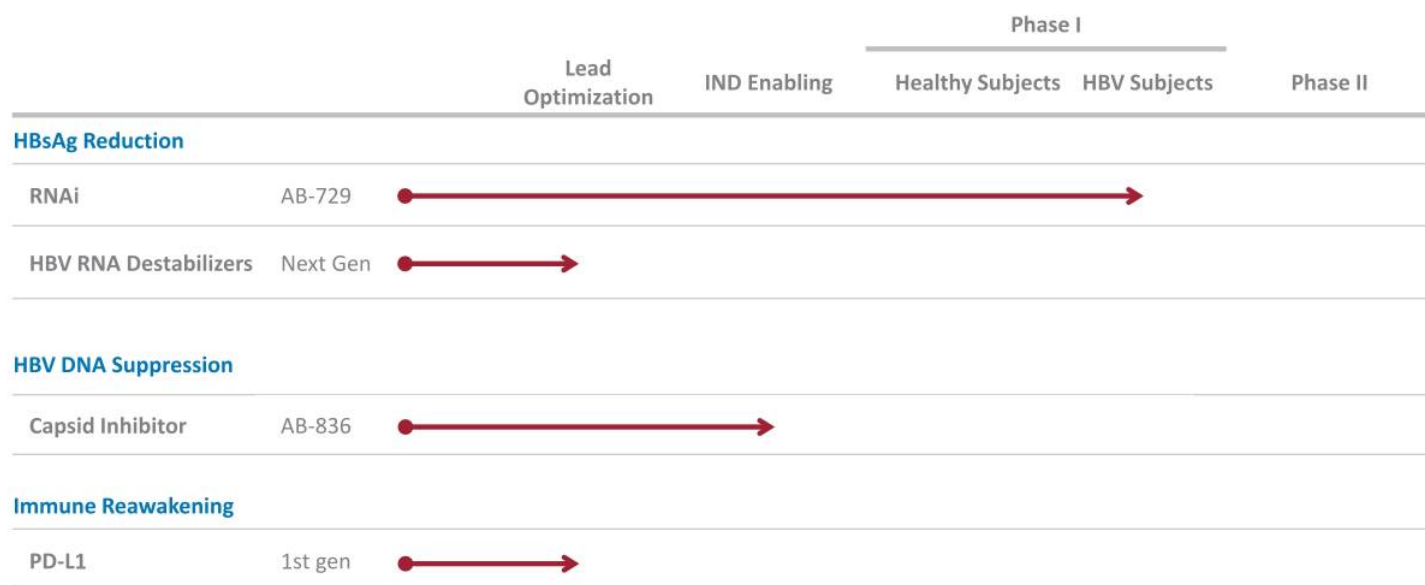 Phase I
Lead
Optimization
IND Enabling
Healthy Subjects
HBV Subjects
Phase II
HBsAg Reduction
RNAi AB-729
HBV RNA Destabilizers Next Gen
HBV DNA Suppression
Capsid Inhibitor AB-836
Immune Reawakening
PD-L1 1st gen